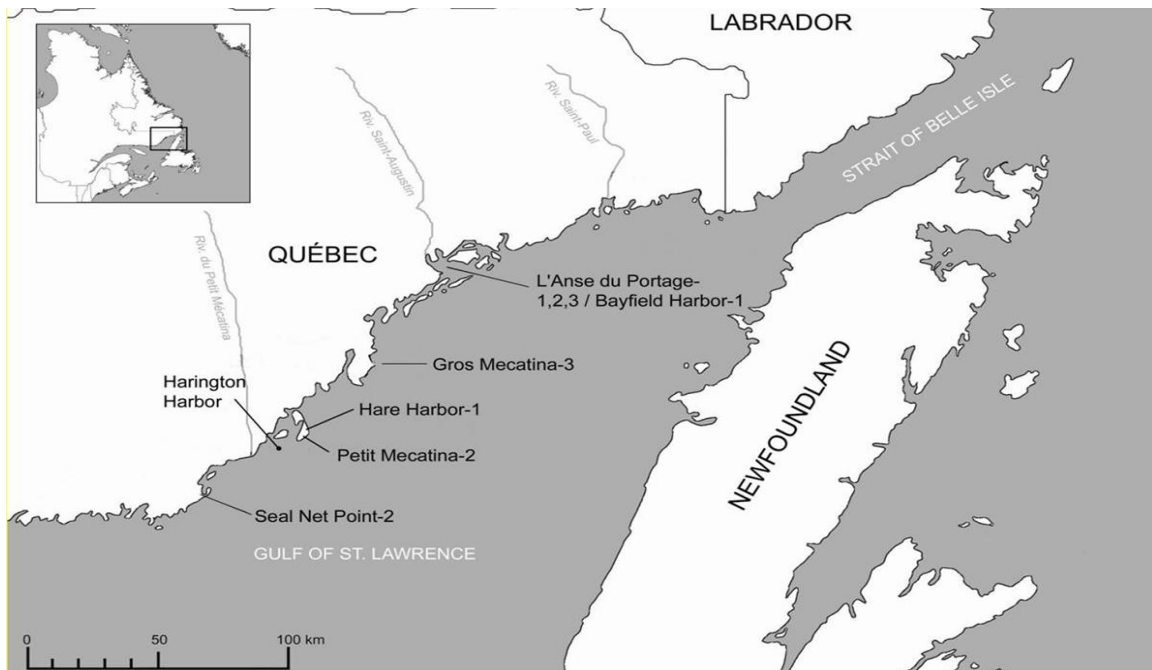 LABRADOR
STRAIT OF BELLE ISLE
Riv. Saint-Paul
Riv. Saint-Augustin
Riv. du Petit Mécatina
QUÉBEC
L'Anse du Portage-
1,2,3 / Bayfield Harbor-1
Gros Mecatina-3
Harington
Harbor
Hare Harbor-1
Petit Mecatina-2
NEWFOUNDLAND
Seal Net Point-2
GULF OF ST. LAWRENCE
0 50 100 km